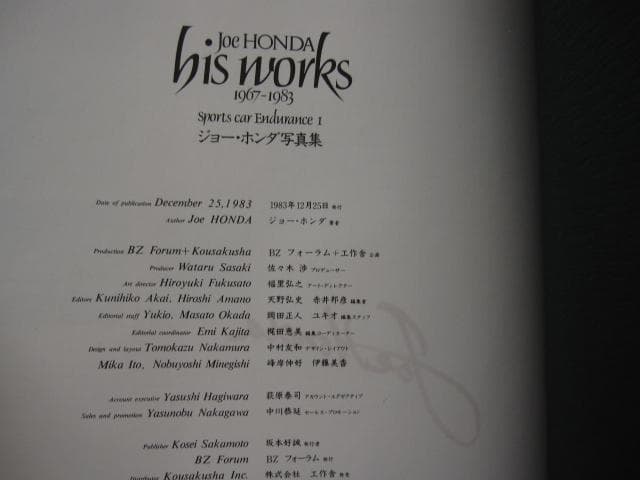 Joe HONDA
his works
1967-1983
Sports car Endurance 1
ジョー・ホンダ写真集
Date of publication December 25,1983 1983年12月25日 発行
Author Joe HONDA ジョー・ホンダ 著者
Production BZ Forum+Kousakusha BZ フォーラム+工作舎 企画
Producer Wataru Sasaki 佐々木 渉 プロデューサー
Art director Hiroyuki Fukusato 福里弘之 アート・ディレクター
Editors Kunihiko Akai, Hiroshi Amano 天野弘史 赤井邦彦 編集者
Editorial staff Yukio, Masato Okada 岡田正人 ユキオ 編集スタッフ
Editorial coordinator Emi Kajita 梶田恵美 編集コーディネーター
Design and layout Tomokazu Nakamura 中村友和 デザイン・レイアウト
Mika Ito, Nobuyoshi Minegishi 峰岸伸好 伊藤美香
Account executive Yasushi Hagiwara 萩原泰司 アカウント・エグゼクティブ
Sales and promotion Yasunobu Nakagawa 中川恭延 セールス・プロモーション
Publisher Kosei Sakamoto 坂本好誠 発行者
BZ Forum BZ フォーラム 発行
Distributor Kousakusha Inc. 株式会社 工作舎 発売